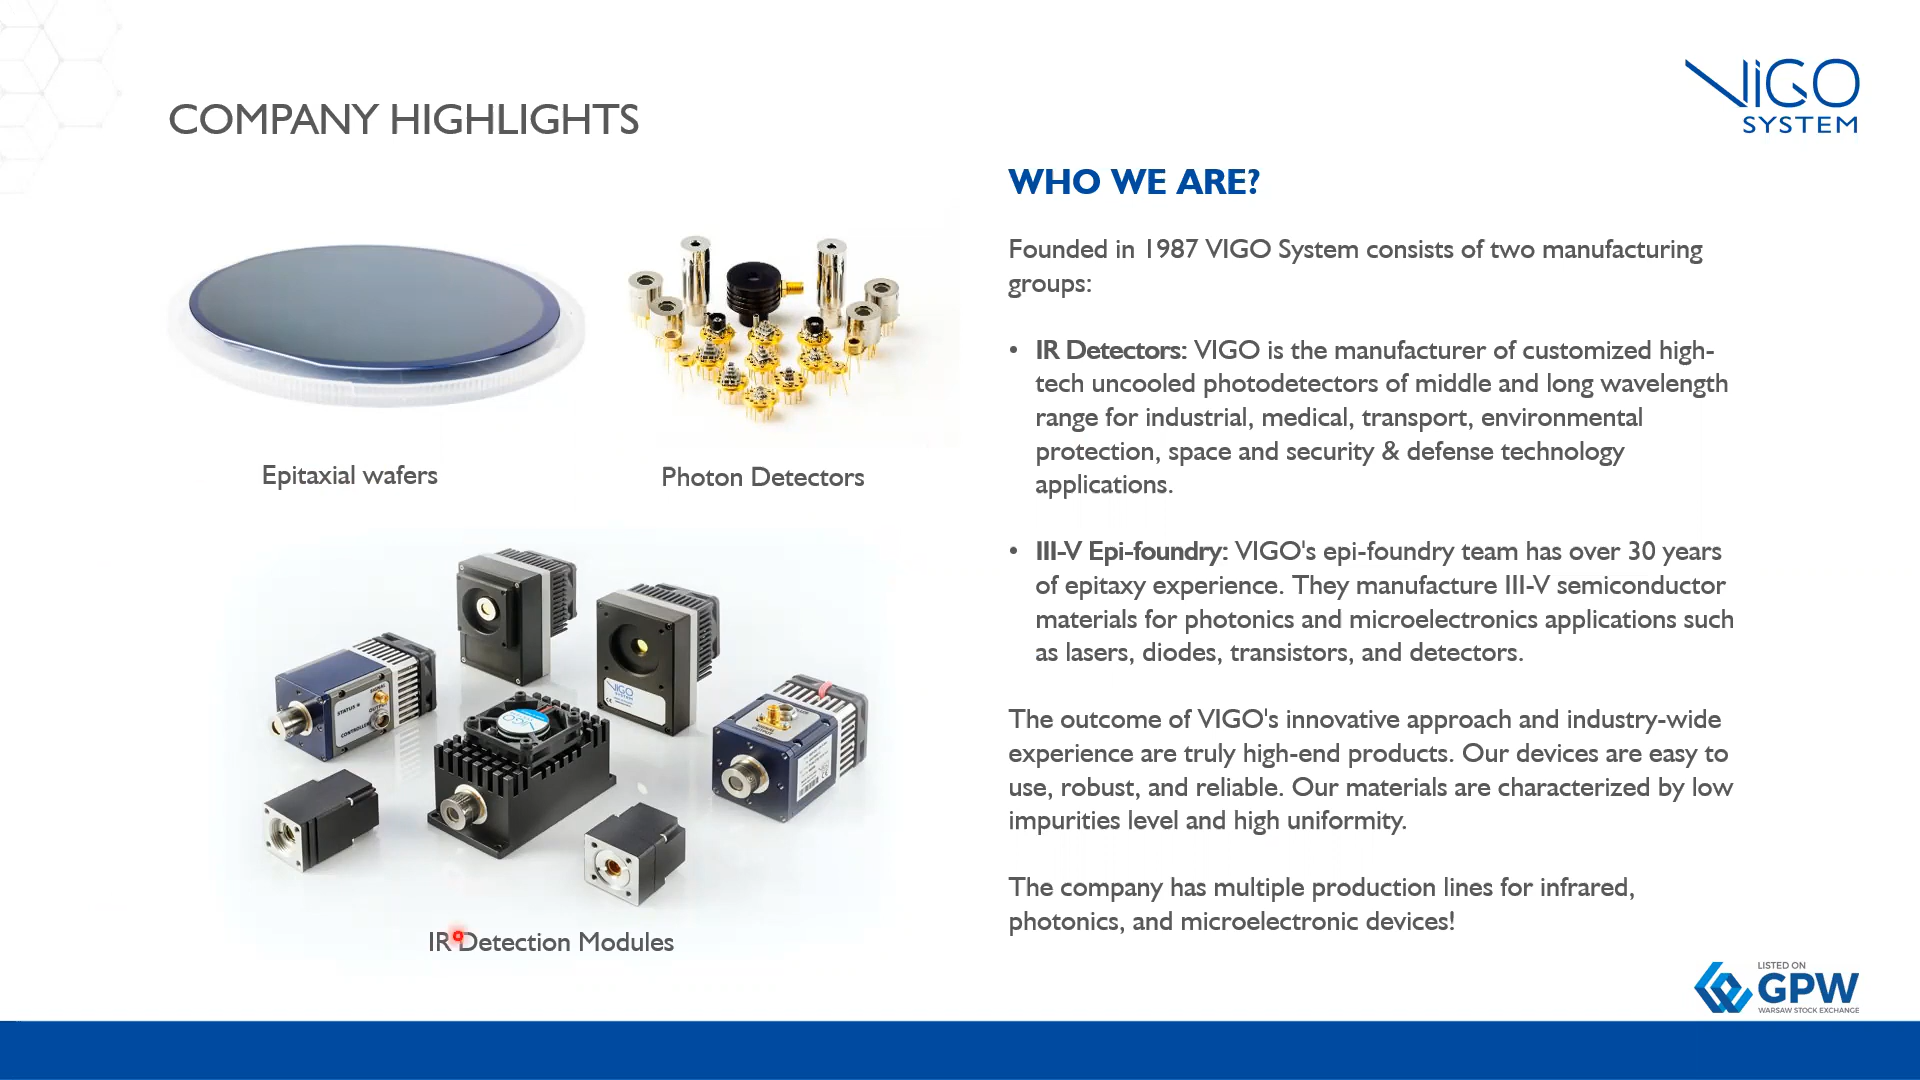 COMPANY HIGHLIGHTS
VIGO
SYSTEM
WHO WE ARE?
Founded in 1987 VIGO System consists of two manufacturing
groups:
• IR Detectors: VIGO is the manufacturer of customized high-
tech uncooled photodetectors of middle and long wavelength
range for industrial, medical, transport, environmental
protection, space and security & defense technology
applications.
• III-V Epi-foundry: VIGO's epi-foundry team has over 30 years
of epitaxy experience. They manufacture III-V semiconductor
materials for photonics and microelectronics applications such
as lasers, diodes, transistors, and detectors.
The outcome of VIGO's innovative approach and industry-wide
experience are truly high-end products. Our devices are easy to
use, robust, and reliable. Our materials are characterized by low
impurities level and high uniformity.
The company has multiple production lines for infrared,
photonics, and microelectronic devices!
Epitaxial wafers
Photon Detectors
STATUS
SIGNAL
CONTROLLER
VIGO
SYSTEM
VIGO
IR Detection Modules
LISTED ON
GPW
WARSAW STOCK EXCHANGE